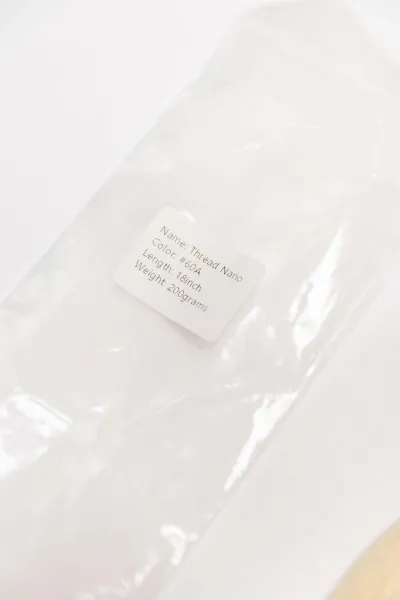 Name: Thread Nano
Color: #60A
Length: 18inch
Weight: 200grams